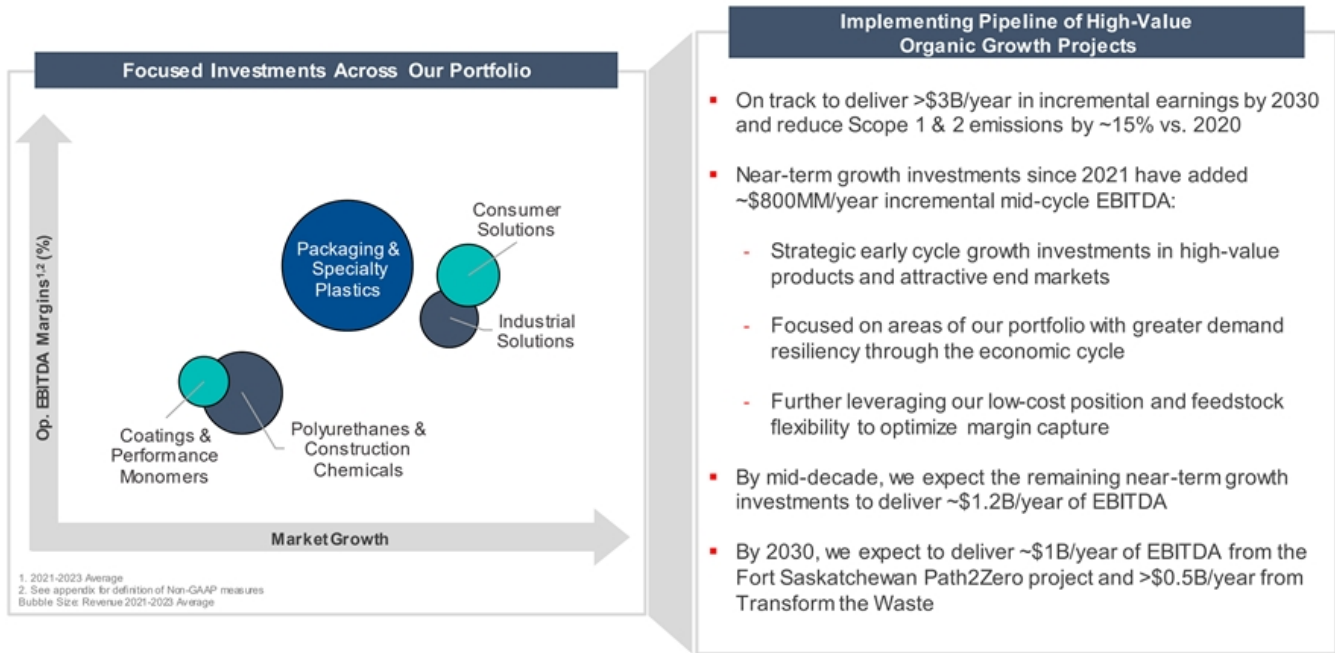 Focused Investments Across Our Portfolio
Op. EBITDA Margins1,2 (%)
Packaging &
Specialty
Plastics
Consumer
Solutions
Industrial
Solutions
Coatings &
Performance
Monomers
Polyurethanes &
Construction
Chemicals
Market Growth
1. 2021-2023 Average
2. See appendix for definition of Non-GAAP measures
Bubble Size: Revenue 2021-2023 Average
Implementing Pipeline of High-Value
Organic Growth Projects
▪ On track to deliver >$3B/year in incremental earnings by 2030
and reduce Scope 1 & 2 emissions by ~15% vs. 2020
▪ Near-term growth investments since 2021 have added
~$800MM/year incremental mid-cycle EBITDA:
- Strategic early cycle growth investments in high-value
products and attractive end markets
- Focused on areas of our portfolio with greater demand
resiliency through the economic cycle
- Further leveraging our low-cost position and feedstock
flexibility to optimize margin capture
▪ By mid-decade, we expect the remaining near-term growth
investments to deliver ~$1.2B/year of EBITDA
▪ By 2030, we expect to deliver ~$1B/year of EBITDA from the
Fort Saskatchewan Path2Zero project and >$0.5B/year from
Transform the Waste